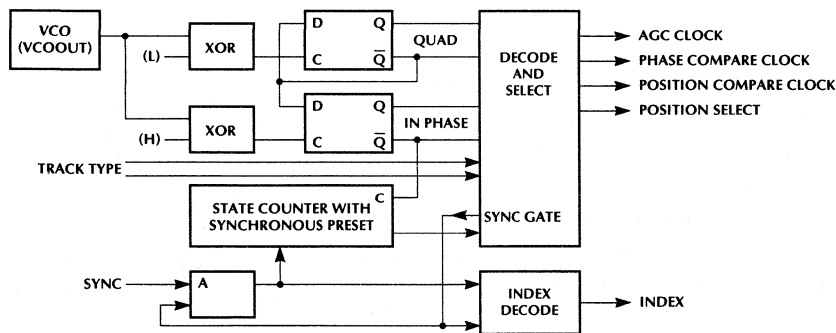 VCO
(VCOOUT)
(L)
XOR
D
Q
C
Q̅
QUAD
(H)
XOR
D
Q
C
Q̅
IN PHASE
DECODE
AND
SELECT
AGC CLOCK
PHASE COMPARE CLOCK
POSITION COMPARE CLOCK
POSITION SELECT
TRACK TYPE
C
STATE COUNTER WITH
SYNCHRONOUS PRESET
SYNC GATE
SYNC
A
INDEX
DECODE
INDEX